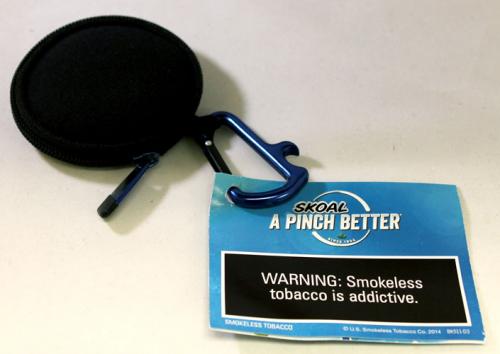 SKOAL
A PINCH BETTER
SINCE 1934
WARNING: Smokeless
tobacco is addictive.
SMOKELESS TOBACCO
© U.S. Smokeless Tobacco Co. 2014